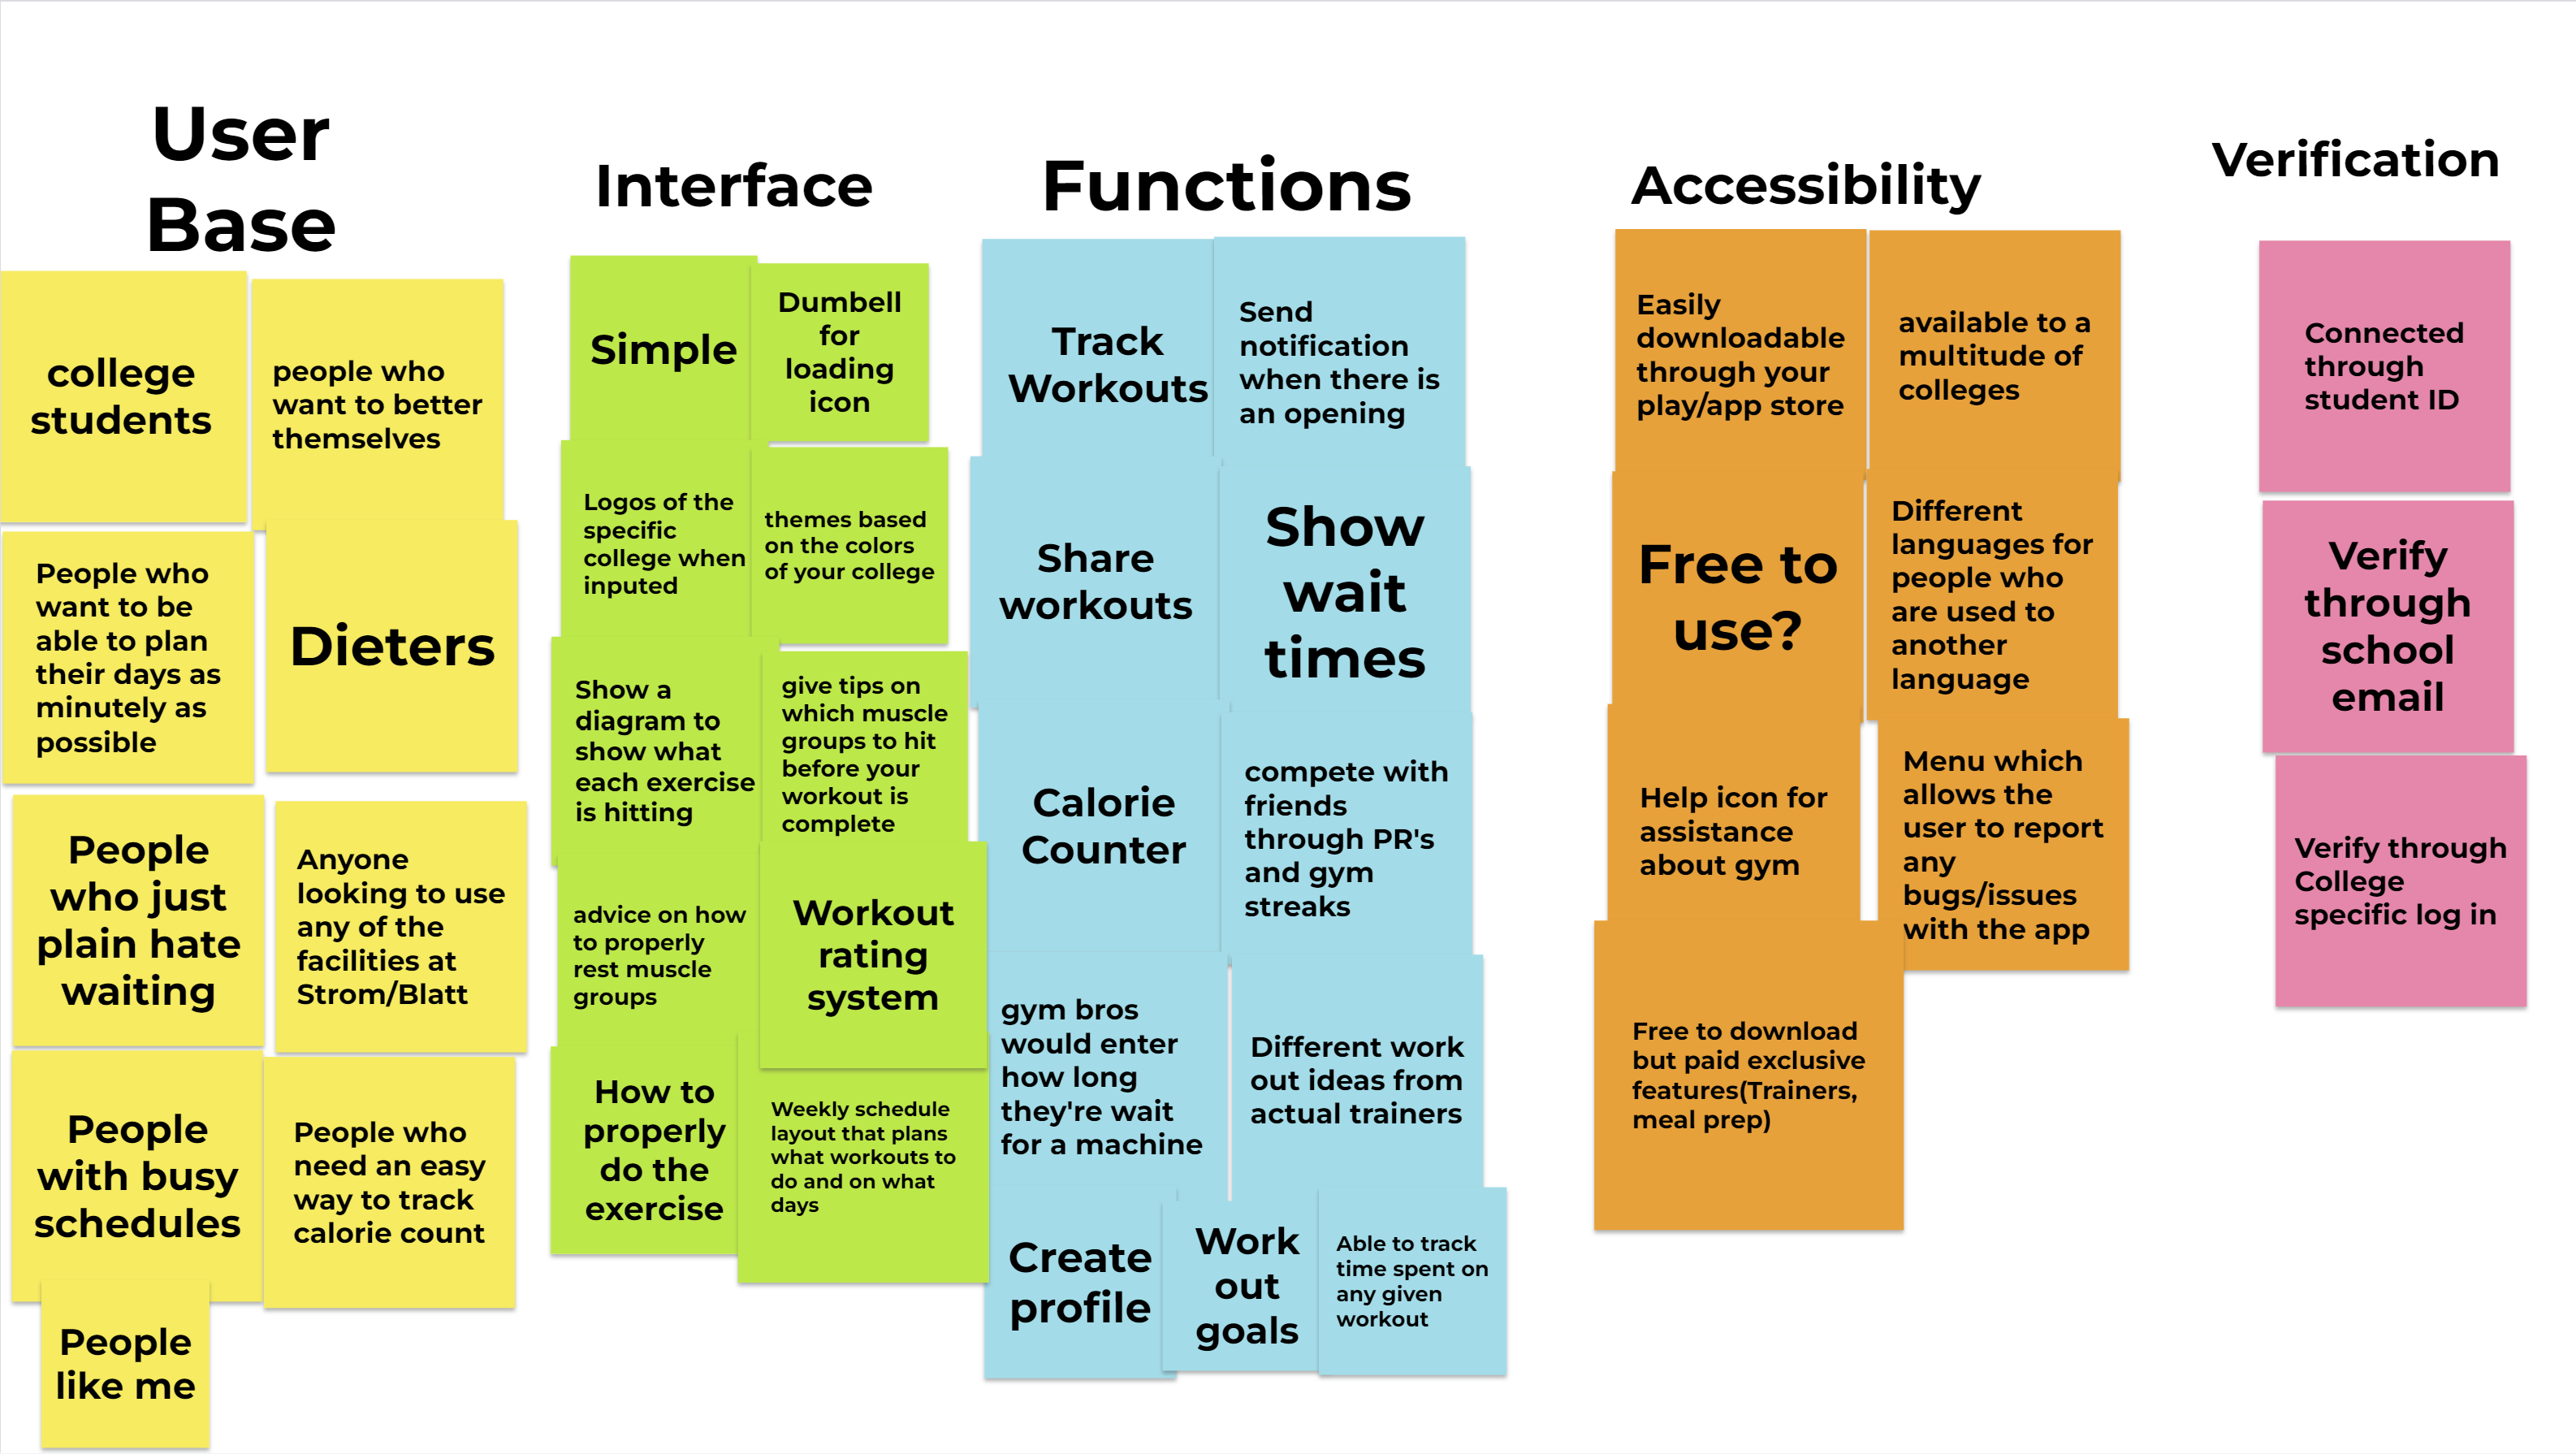 User
Base
college
students
people who
want to better
themselves
People who
want to be
able to plan
their days as
minutely as
possible
Dieters
People
who just
plain hate
waiting
Anyone
looking to use
any of the
facilities at
Strom/Blatt
People
with busy
schedules
People who
need an easy
way to track
calorie count
People
like me
Interface
Simple
Dumbell
for
loading
icon
Logos of the
specific
college when
inputed
themes based
on the colors
of your college
Show a
diagram to
show what
each exercise
is hitting
give tips on
which muscle
groups to hit
before your
workout is
complete
advice on how
to properly
rest muscle
groups
Workout
rating
system
How to
properly
do the
exercise
Weekly schedule
layout that plans
what workouts to
do and on what
days
Functions
Track
Workouts
Send
notification
when there is
an opening
Share
workouts
Show
wait
times
Calorie
Counter
compete with
friends
through PR's
and gym
streaks
gym bros
would enter
how long
they're wait
for a machine
Different work
out ideas from
actual trainers
Create
profile
Work
out
goals
Able to track
time spent on
any given
workout
Accessibility
Easily
downloadable
through your
play/app store
available to a
multitude of
colleges
Free to
use?
Different
languages for
people who
are used to
another
language
Help icon for
assistance
about gym
Menu which
allows the
user to report
any
bugs/issues
with the app
Free to download
but paid exclusive
features(Trainers,
meal prep)
Verification
Connected
through
student ID
Verify
through
school
email
Verify through
College
specific log in